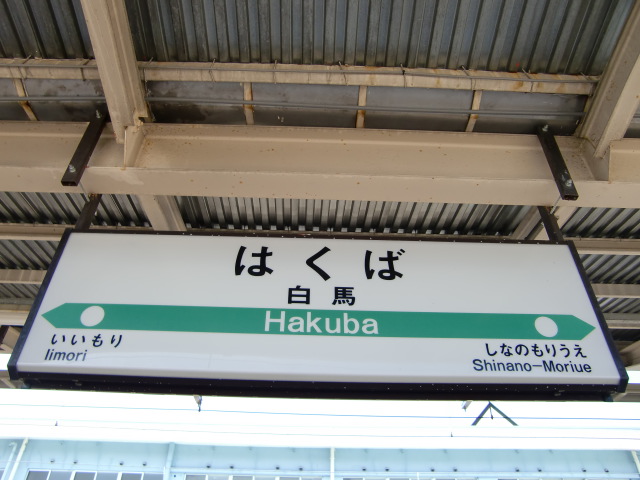 はくば
白馬
Hakuba
いいもり
Iimori
しなのもりうえ
Shinano-Moriue